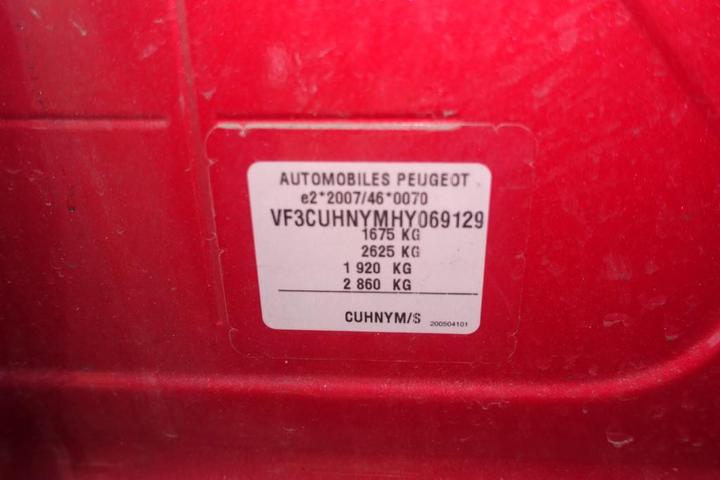 AUTOMOBILES PEUGEOT
e2*2007/46*0070
VF3CUHNYMHY069129
1675 KG
2625 KG
1 920 KG
2 860 KG
CUHNYM/S 200504101